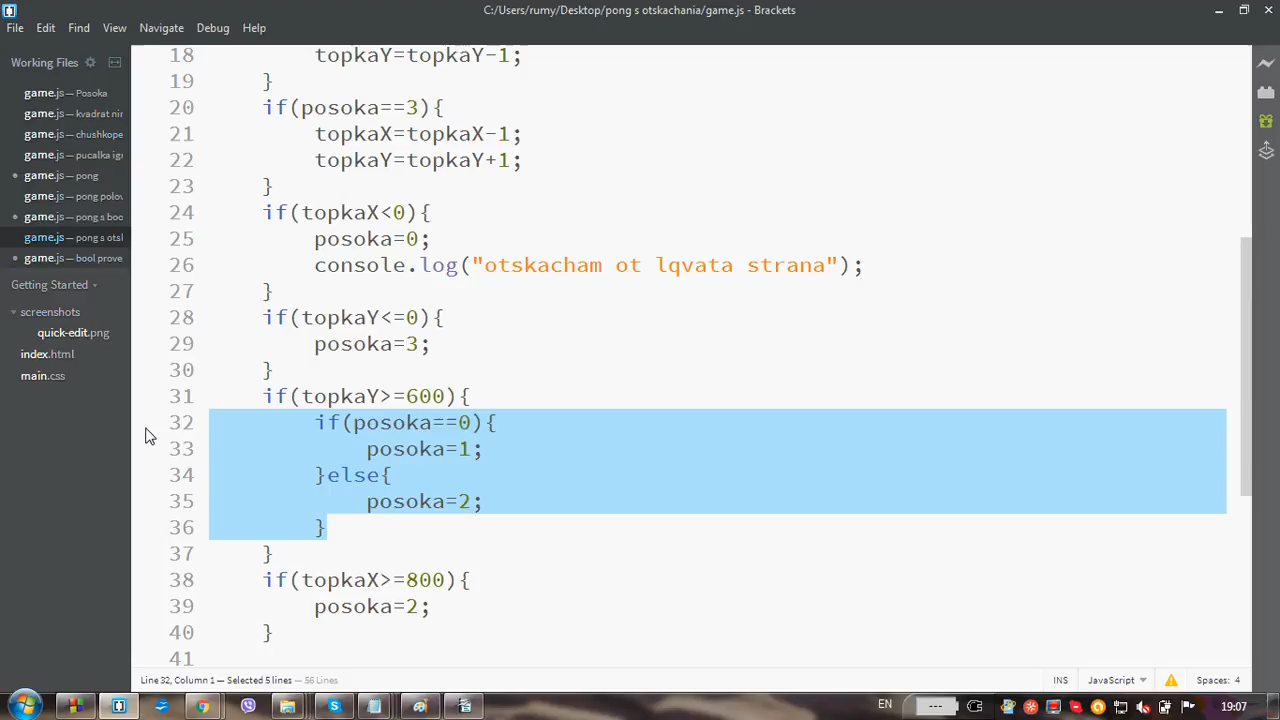 C:/Users/rumy/Desktop/pong s otskachania/game.js - Brackets
File Edit Find View Navigate Debug Help
Working Files
game.js — Posoka
game.js — kvadrat nir
game.js — chushkope
game.js — pucalka igr
game.js — pong
game.js — pong polov
game.js — pong s boo
game.js — pong s otsl
game.js — bool prove
Getting Started
screenshots
quick-edit.png
index.html
main.css
18 topkaY=topkaY-1;
19 }
20 if(posoka==3){
21 topkaX=topkaX-1;
22 topkaY=topkaY+1;
23 }
24 if(topkaX<0){
25 posoka=0;
26 console.log("otskacham ot lqvata strana");
27 }
28 if(topkaY<=0){
29 posoka=3;
30 }
31 if(topkaY>=600){
32 if(posoka==0){
33 posoka=1;
34 }else{
35 posoka=2;
36 }
37 }
38 if(topkaX>=800){
39 posoka=2;
40 }
41
Line 32, Column 1 — Selected 5 lines — 56 Lines
INS JavaScript Spaces: 4
EN --- 19:07